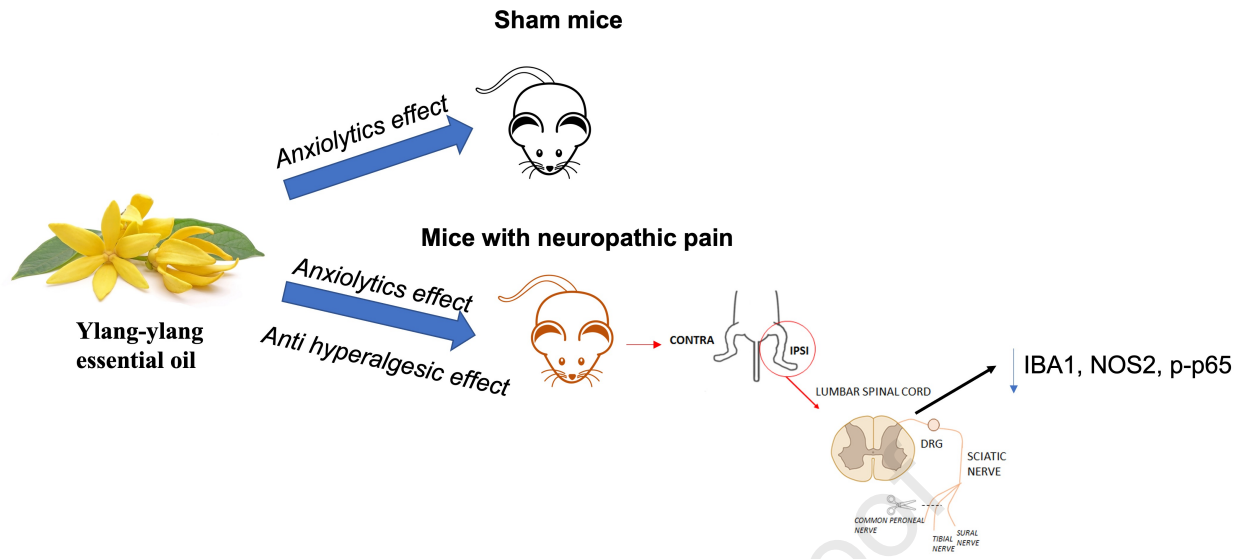 Sham mice
Anxiolytics effect
Mice with neuropathic pain
Anxiolytics effect
Anti hyperalgesic effect
Ylang-ylang
essential oil
CONTRA
IPSI
LUMBAR SPINAL CORD
IBA1, NOS2, p-p65
DRG
SCIATIC
NERVE
COMMON PERONEAL
NERVE
TIBIAL
NERVE
SURAL
NERVE